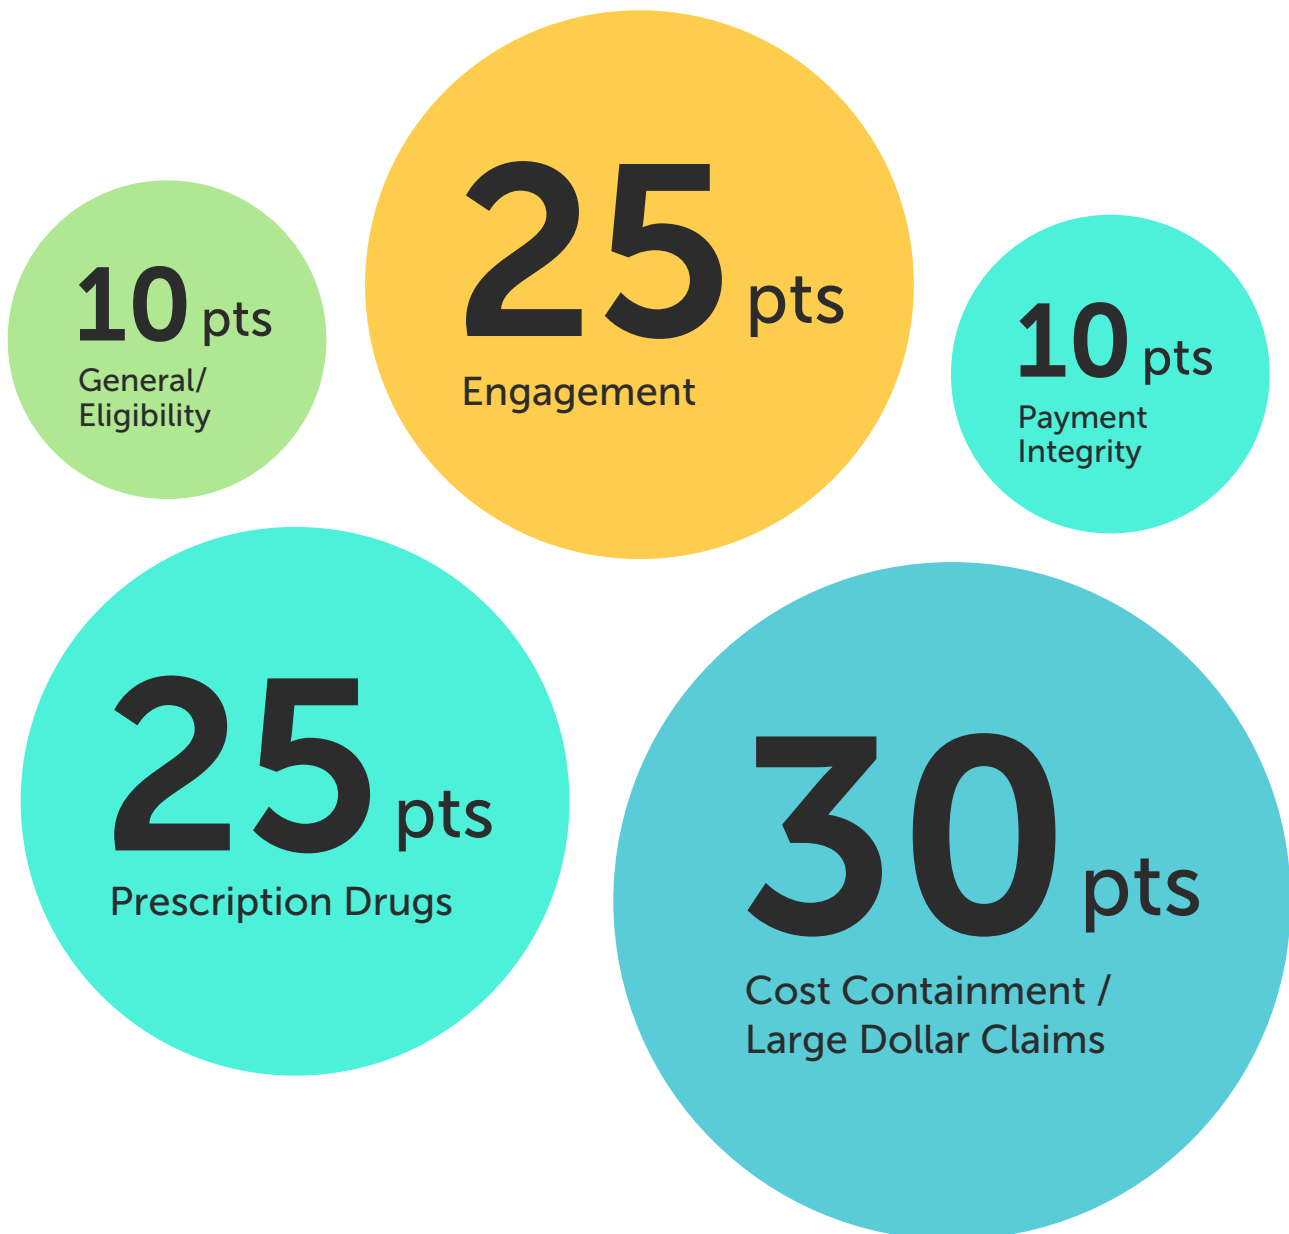 25 pts
Engagement
10 pts
General/
Eligibility
10 pts
Payment
Integrity
25 pts
Prescription Drugs
30 pts
Cost Containment /
Large Dollar Claims